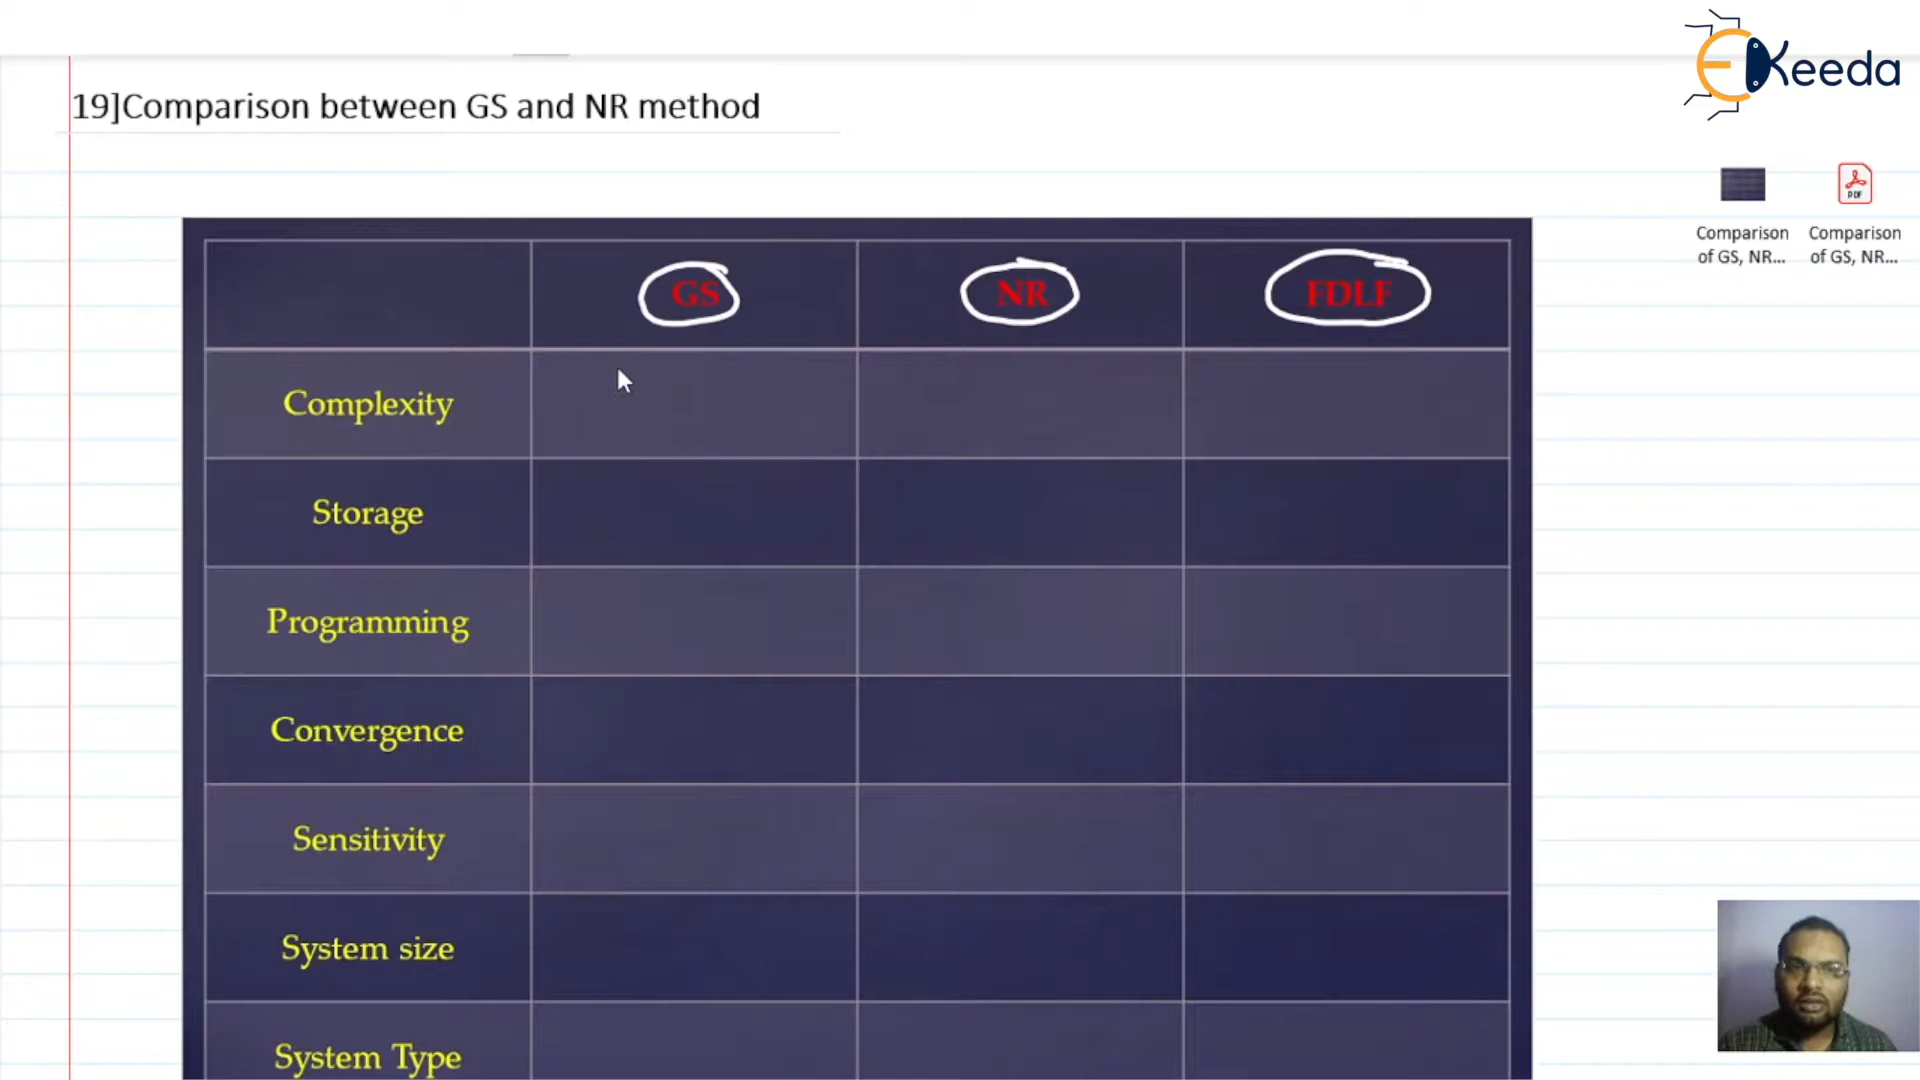 EKeeda
19]Comparison between GS and NR method
PDF
Comparison
of GS, NR...
Comparison
of GS, NR...
GS
NR
FDLF
Complexity
Storage
Programming
Convergence
Sensitivity
System size
System Type